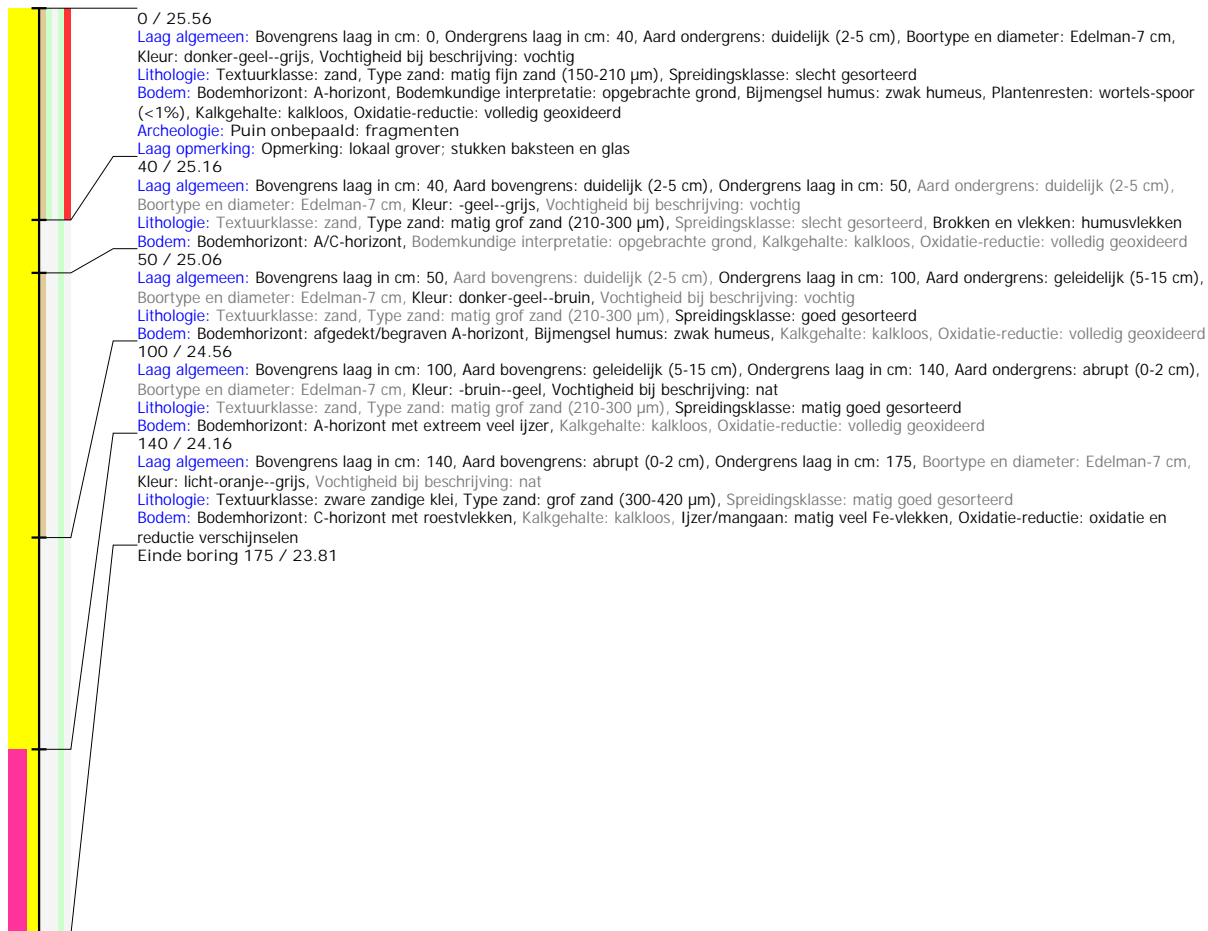 0 / 25.56
Laag algemeen: Bovengrens laag in cm: 0, Ondergrens laag in cm: 40, Aard ondergrens: duidelijk (2-5 cm), Boortype en diameter: Edelman-7 cm,
Kleur: donker-geel--grijs, Vochtigheid bij beschrijving: vochtig
Lithologie: Textuurklasse: zand, Type zand: matig fijn zand (150-210 µm), Spreidingsklasse: slecht gesorteerd
Bodem: Bodemhorizont: A-horizont, Bodemkundige interpretatie: opgebrachte grond, Bijmengsel humus: zwak humeus, Plantenresten: wortels-spoor
(<1%), Kalkgehalte: kalkloos, Oxidatie-reductie: volledig geoxideerd
Archeologie: Puin onbepaald: fragmenten
Laag opmerking: Opmerking: lokaal grover; stukken baksteen en glas
40 / 25.16
Laag algemeen: Bovengrens laag in cm: 40, Aard bovengrens: duidelijk (2-5 cm), Ondergrens laag in cm: 50, Aard ondergrens: duidelijk (2-5 cm),
Boortype en diameter: Edelman-7 cm, Kleur: -geel--grijs, Vochtigheid bij beschrijving: vochtig
Lithologie: Textuurklasse: zand, Type zand: matig grof zand (210-300 µm), Spreidingsklasse: slecht gesorteerd, Brokken en vlekken: humusvlekken
Bodem: Bodemhorizont: A/C-horizont, Bodemkundige interpretatie: opgebrachte grond, Kalkgehalte: kalkloos, Oxidatie-reductie: volledig geoxideerd
50 / 25.06
Laag algemeen: Bovengrens laag in cm: 50, Aard bovengrens: duidelijk (2-5 cm), Ondergrens laag in cm: 100, Aard ondergrens: geleidelijk (5-15 cm),
Boortype en diameter: Edelman-7 cm, Kleur: donker-geel--bruin, Vochtigheid bij beschrijving: vochtig
Lithologie: Textuurklasse: zand, Type zand: matig grof zand (210-300 µm), Spreidingsklasse: goed gesorteerd
Bodem: Bodemhorizont: afgedekt/begraven A-horizont, Bijmengsel humus: zwak humeus, Kalkgehalte: kalkloos, Oxidatie-reductie: volledig geoxideerd
100 / 24.56
Laag algemeen: Bovengrens laag in cm: 100, Aard bovengrens: geleidelijk (5-15 cm), Ondergrens laag in cm: 140, Aard ondergrens: abrupt (0-2 cm),
Boortype en diameter: Edelman-7 cm, Kleur: -bruin--geel, Vochtigheid bij beschrijving: nat
Lithologie: Textuurklasse: zand, Type zand: matig grof zand (210-300 µm), Spreidingsklasse: matig goed gesorteerd
Bodem: Bodemhorizont: A-horizont met extreem veel ijzer, Kalkgehalte: kalkloos, Oxidatie-reductie: volledig geoxideerd
140 / 24.16
Laag algemeen: Bovengrens laag in cm: 140, Aard bovengrens: abrupt (0-2 cm), Ondergrens laag in cm: 175, Boortype en diameter: Edelman-7 cm,
Kleur: licht-oranje--grijs, Vochtigheid bij beschrijving: nat
Lithologie: Textuurklasse: zware zandige klei, Type zand: grof zand (300-420 µm), Spreidingsklasse: matig goed gesorteerd
Bodem: Bodemhorizont: C-horizont met roestvlekken, Kalkgehalte: kalkloos, Ijzer/mangaan: matig veel Fe-vlekken, Oxidatie-reductie: oxidatie en
reductie verschijnselen
Einde boring 175 / 23.81